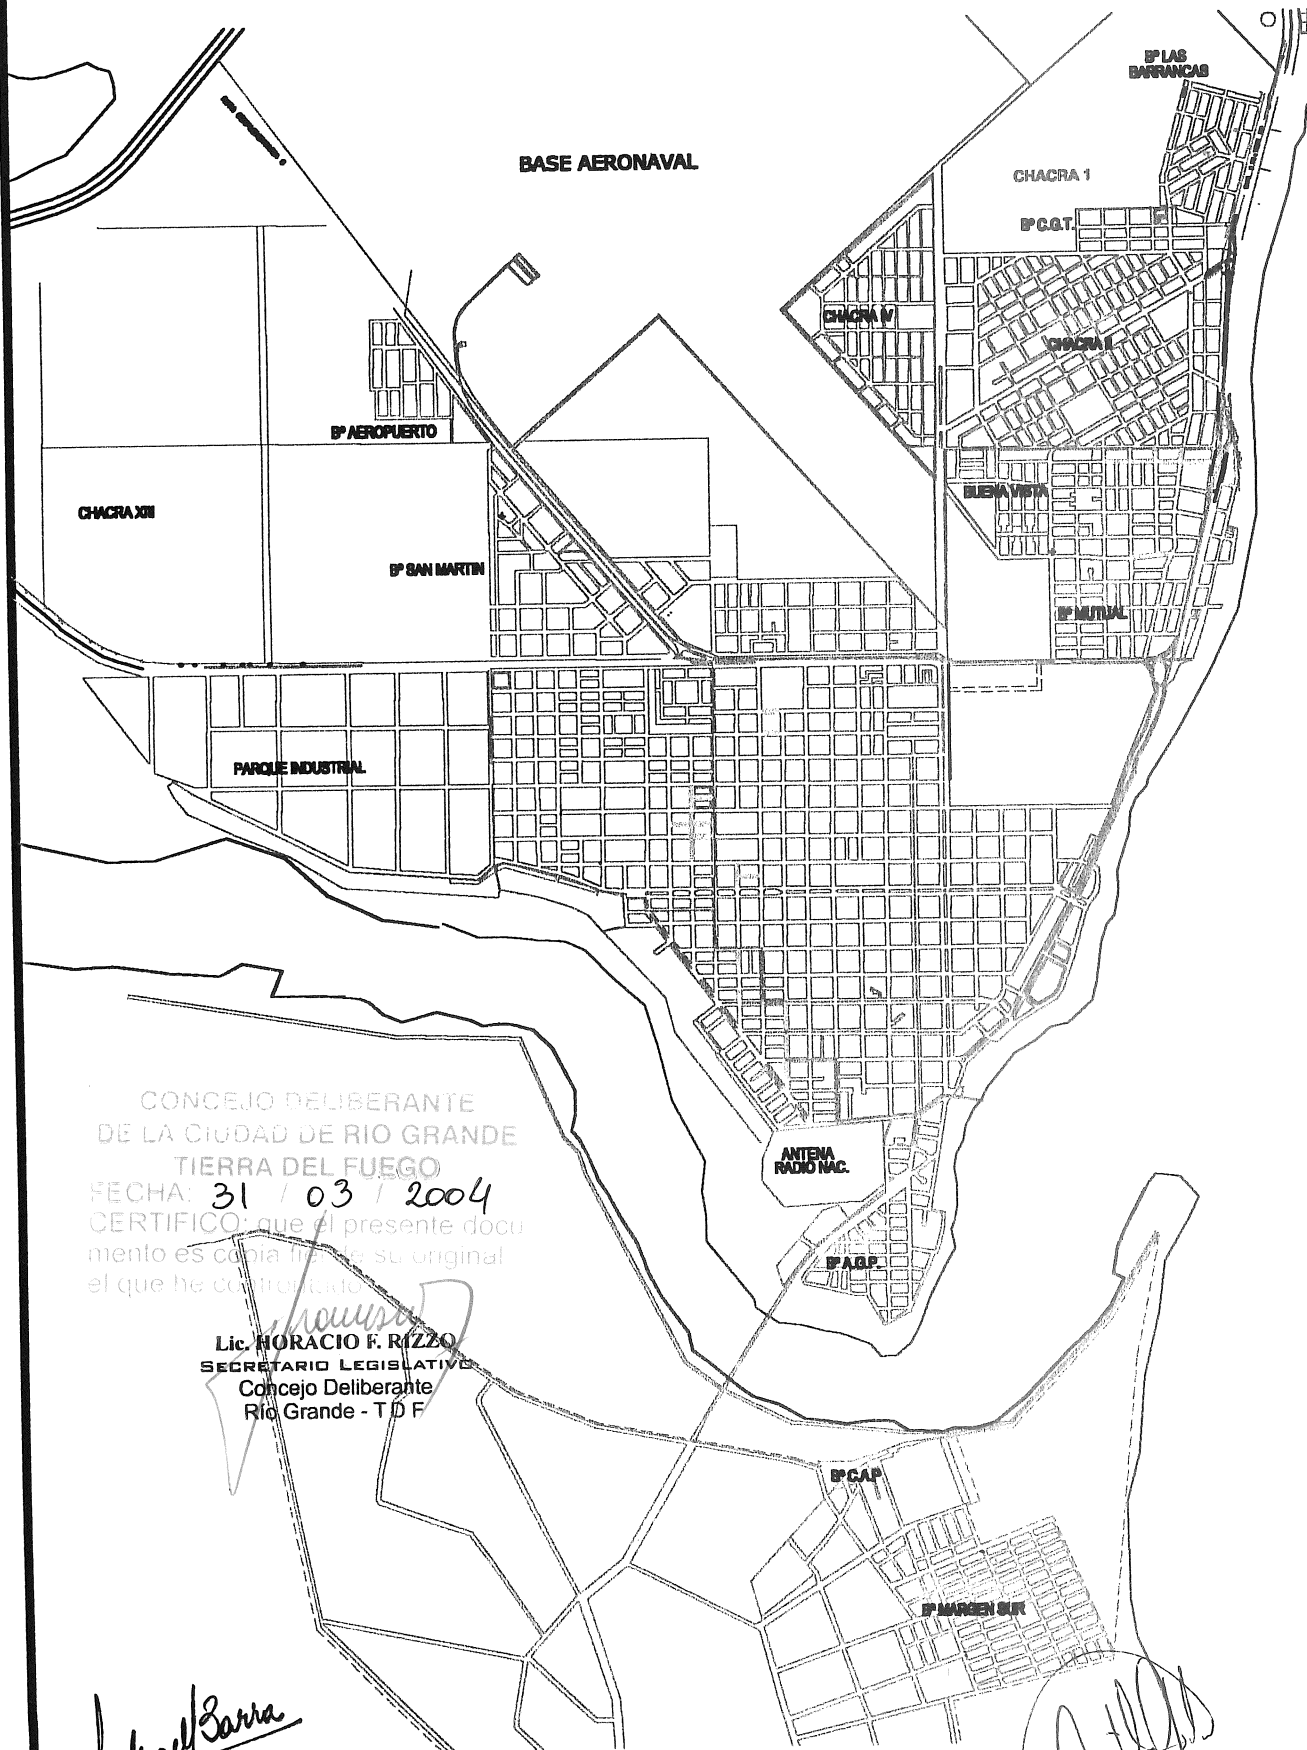 Bº LAS
BARRANCAS
BASE AERONAVAL
CHACRA 1
Bº C.G.T.
CHACRA IV
CHACRA II
Bº AEROPUERTO
BUENA VISTA
CHACRA XIII
Bº SAN MARTIN
Bº MUTUAL
PARQUE INDUSTRIAL
CONCEJO DELIBERANTE
DE LA CIUDAD DE RIO GRANDE
TIERRA DEL FUEGO
FECHA: 31 / 03 / 2004
CERTIFICO: que el presente docu
mento es copia fiel de su original
el que he controlado
ANTENA
RADIO NAC.
Bº A.G.P.
Lic. HORACIO F. RIZZO
SECRETARIO LEGISLATIVO
Concejo Deliberante
Río Grande - T D F
Bº C.A.P.
Bº MARGEN SUR
Barra